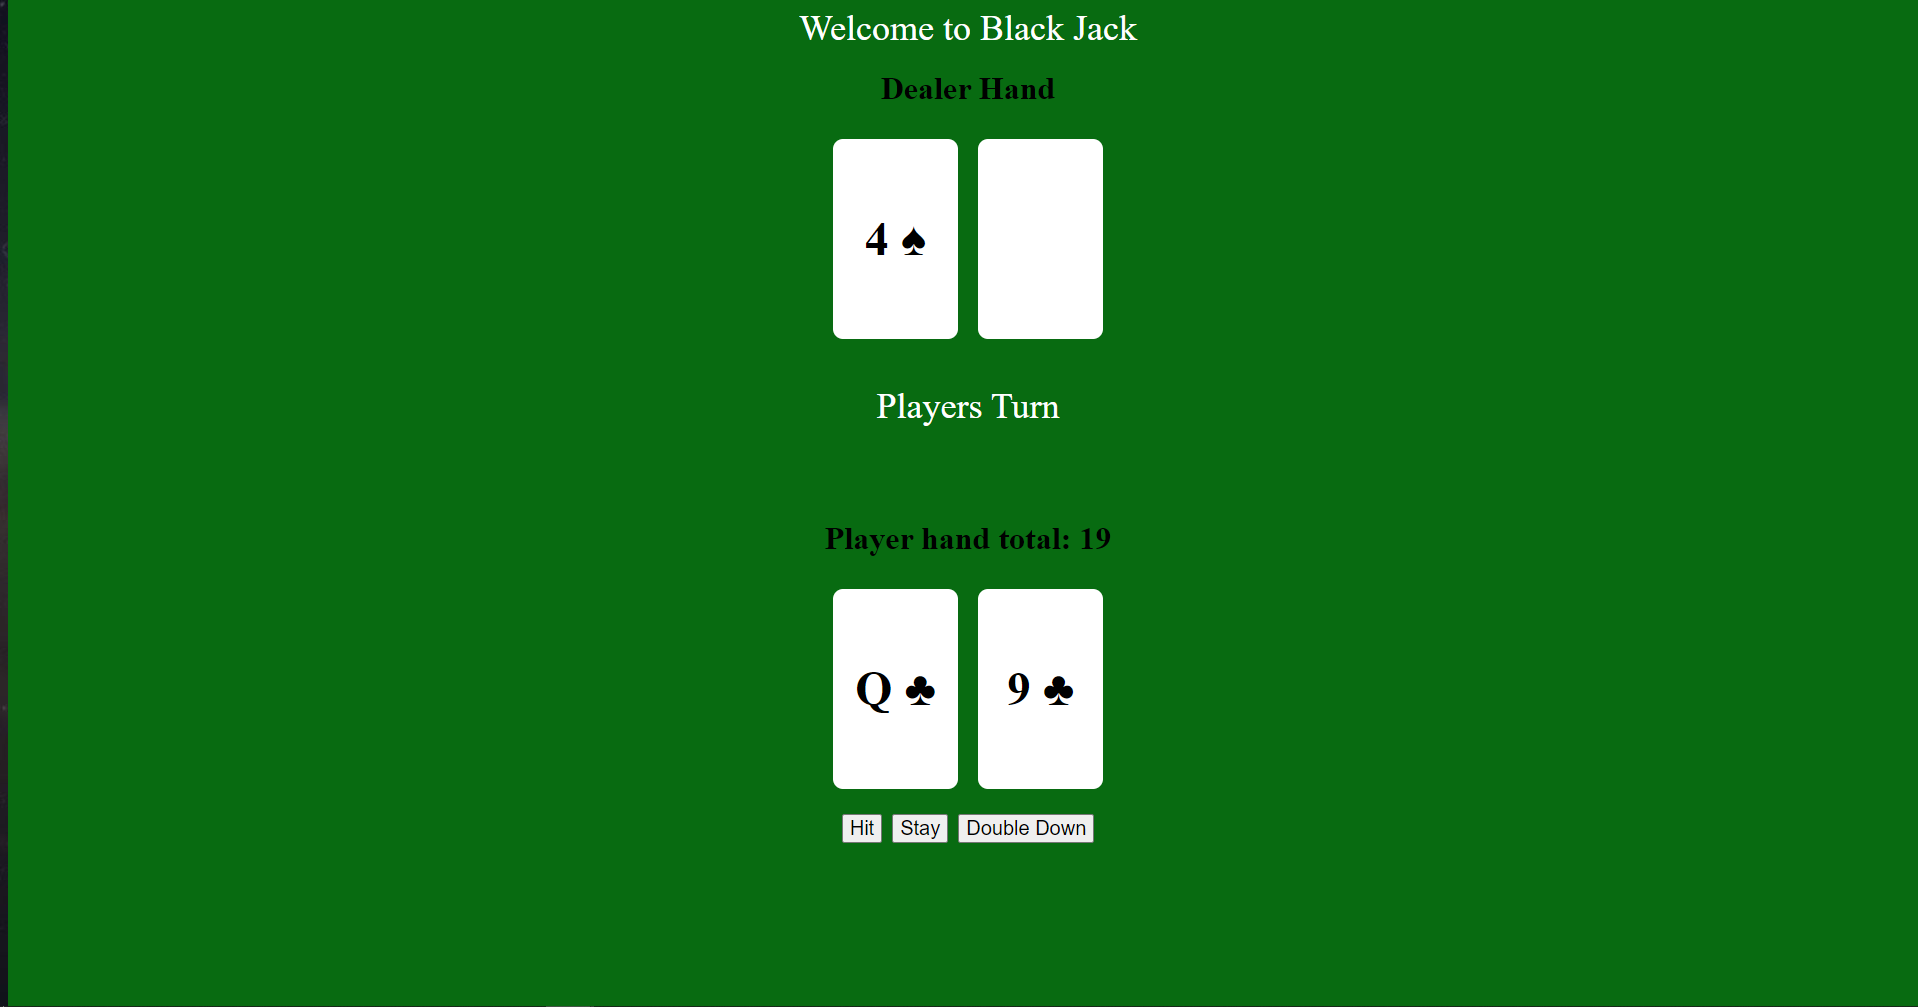 Welcome to Black Jack
Dealer Hand
4 ♠
Players Turn
Player hand total: 19
Q ♣ 9 ♣
Hit Stay Double Down